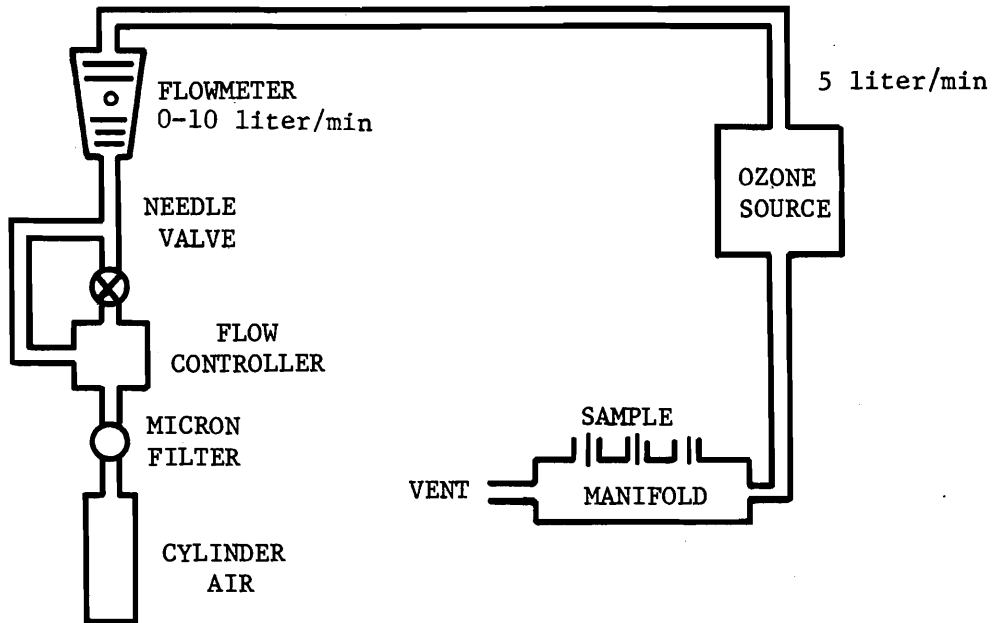 FLOWMETER
0-10 liter/min
5 liter/min
OZONE
SOURCE
NEEDLE
VALVE
FLOW
CONTROLLER
MICRON
FILTER
SAMPLE
VENT
MANIFOLD
CYLINDER
AIR